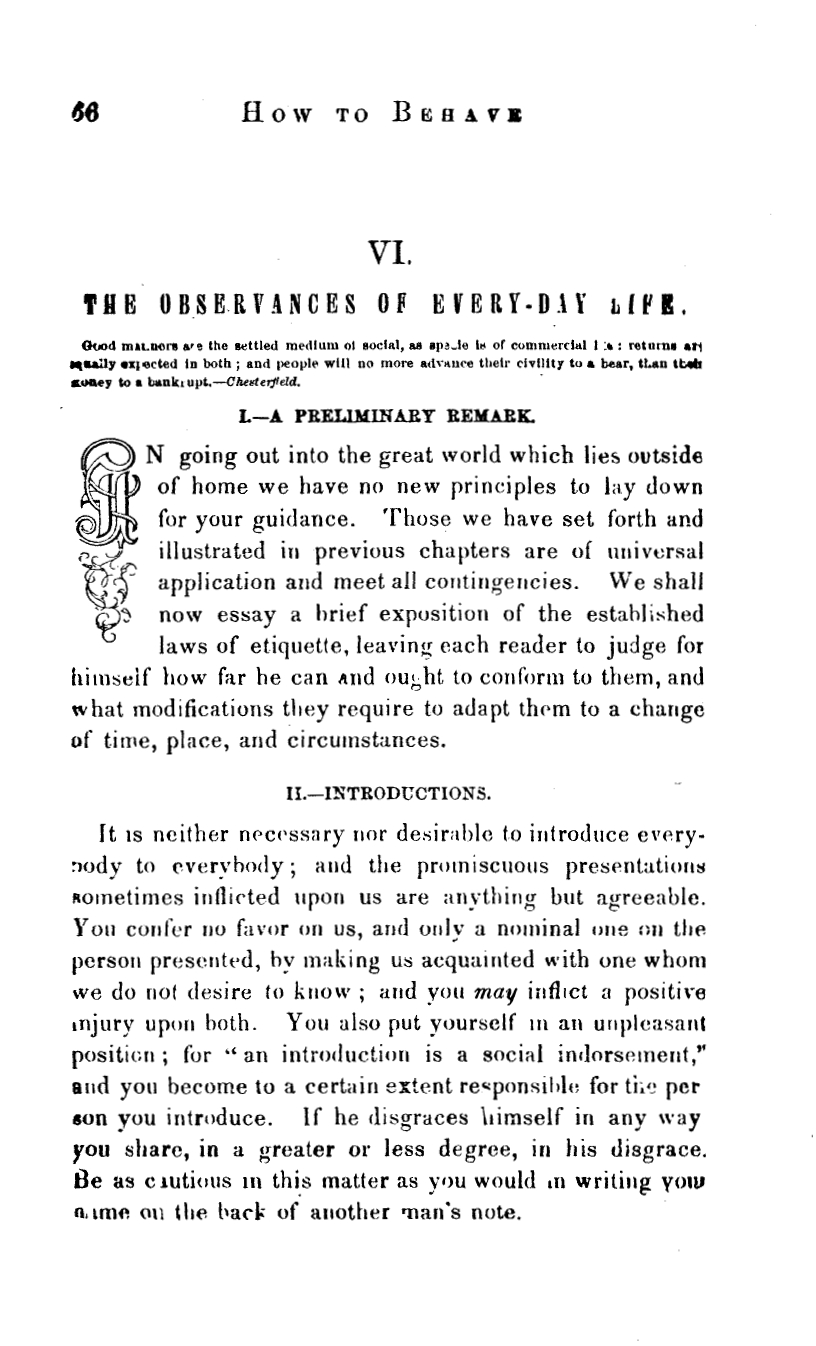 66 HOW TO BEHAVE
VI.
THE OBSERVANCES OF EVERY-DAY LIFE.
Good manners are the settled medium of social, as specie is of commercial life: returns are
equally expected in both; and people will no more advance their civility to a bear, than their
money to a bankrupt.—Chesterfield.
I.—A PRELIMINARY REMARK.
IN going out into the great world which lies outside
of home we have no new principles to lay down
for your guidance. Those we have set forth and
illustrated in previous chapters are of universal
application and meet all contingencies. We shall
now essay a brief exposition of the established
laws of etiquette, leaving each reader to judge for
himself how far he can and ought to conform to them, and
what modifications they require to adapt them to a change
of time, place, and circumstances.
II.—INTRODUCTIONS.
It is neither necessary nor desirable to introduce every-
body to everybody; and the promiscuous presentations
sometimes inflicted upon us are anything but agreeable.
You confer no favor on us, and only a nominal one on the
person presented, by making us acquainted with one whom
we do not desire to know; and you may inflict a positive
injury upon both. You also put yourself in an unpleasant
position; for "an introduction is a social indorsement,"
and you become to a certain extent responsible for the per
son you introduce. If he disgraces himself in any way
you share, in a greater or less degree, in his disgrace.
Be as cautious in this matter as you would in writing your
name on the back of another man's note.